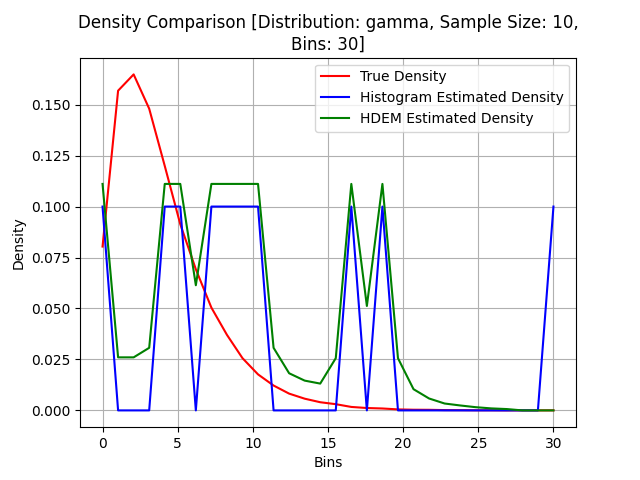 Density Comparison [Distribution: gamma, Sample Size: 10,
Bins: 30]
True Density
Histogram Estimated Density
HDEM Estimated Density
Density
0.150
0.125
0.100
0.075
0.050
0.025
0.000
0 5 10 15 20 25 30
Bins